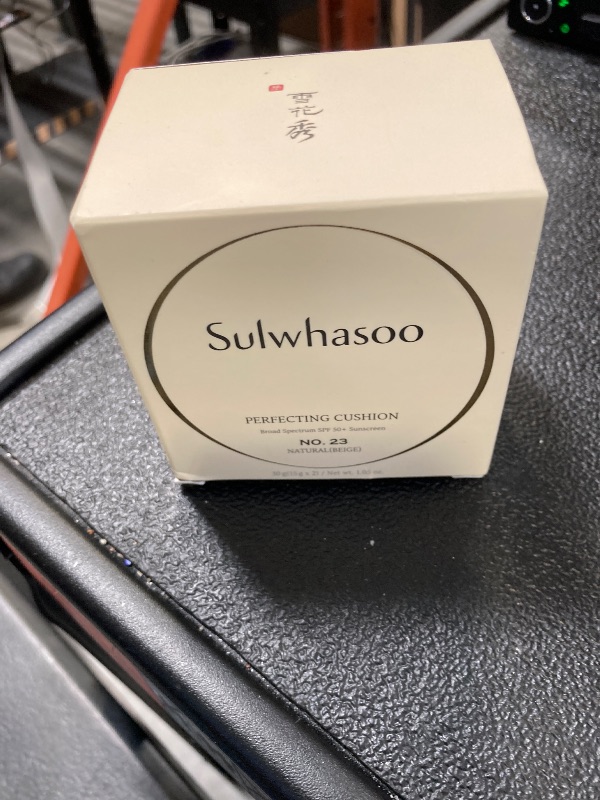 雪花秀
Sulwhasoo
PERFECTING CUSHION
Broad Spectrum SPF 50+ Sunscreen
NO. 23
NATURAL(BEIGE)